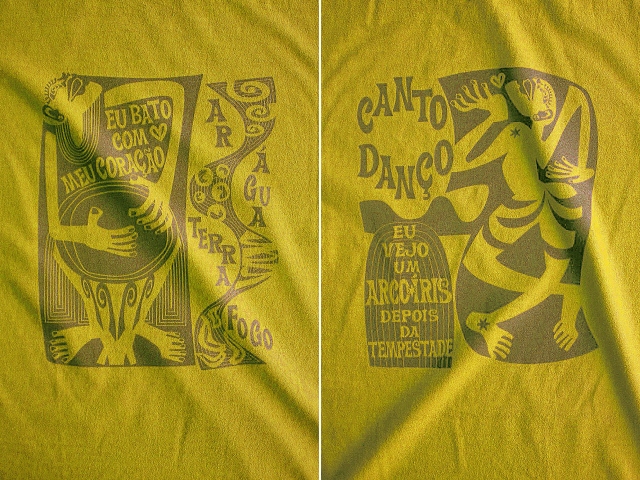 EU BATO
COM
MEU CORAÇÃO
AR
ÁGUA
TERRA
FOGO
CANTO
DANÇO
EU
VEJO
UM
ARCO-ÍRIS
DEPOIS
DA
TEMPESTADE